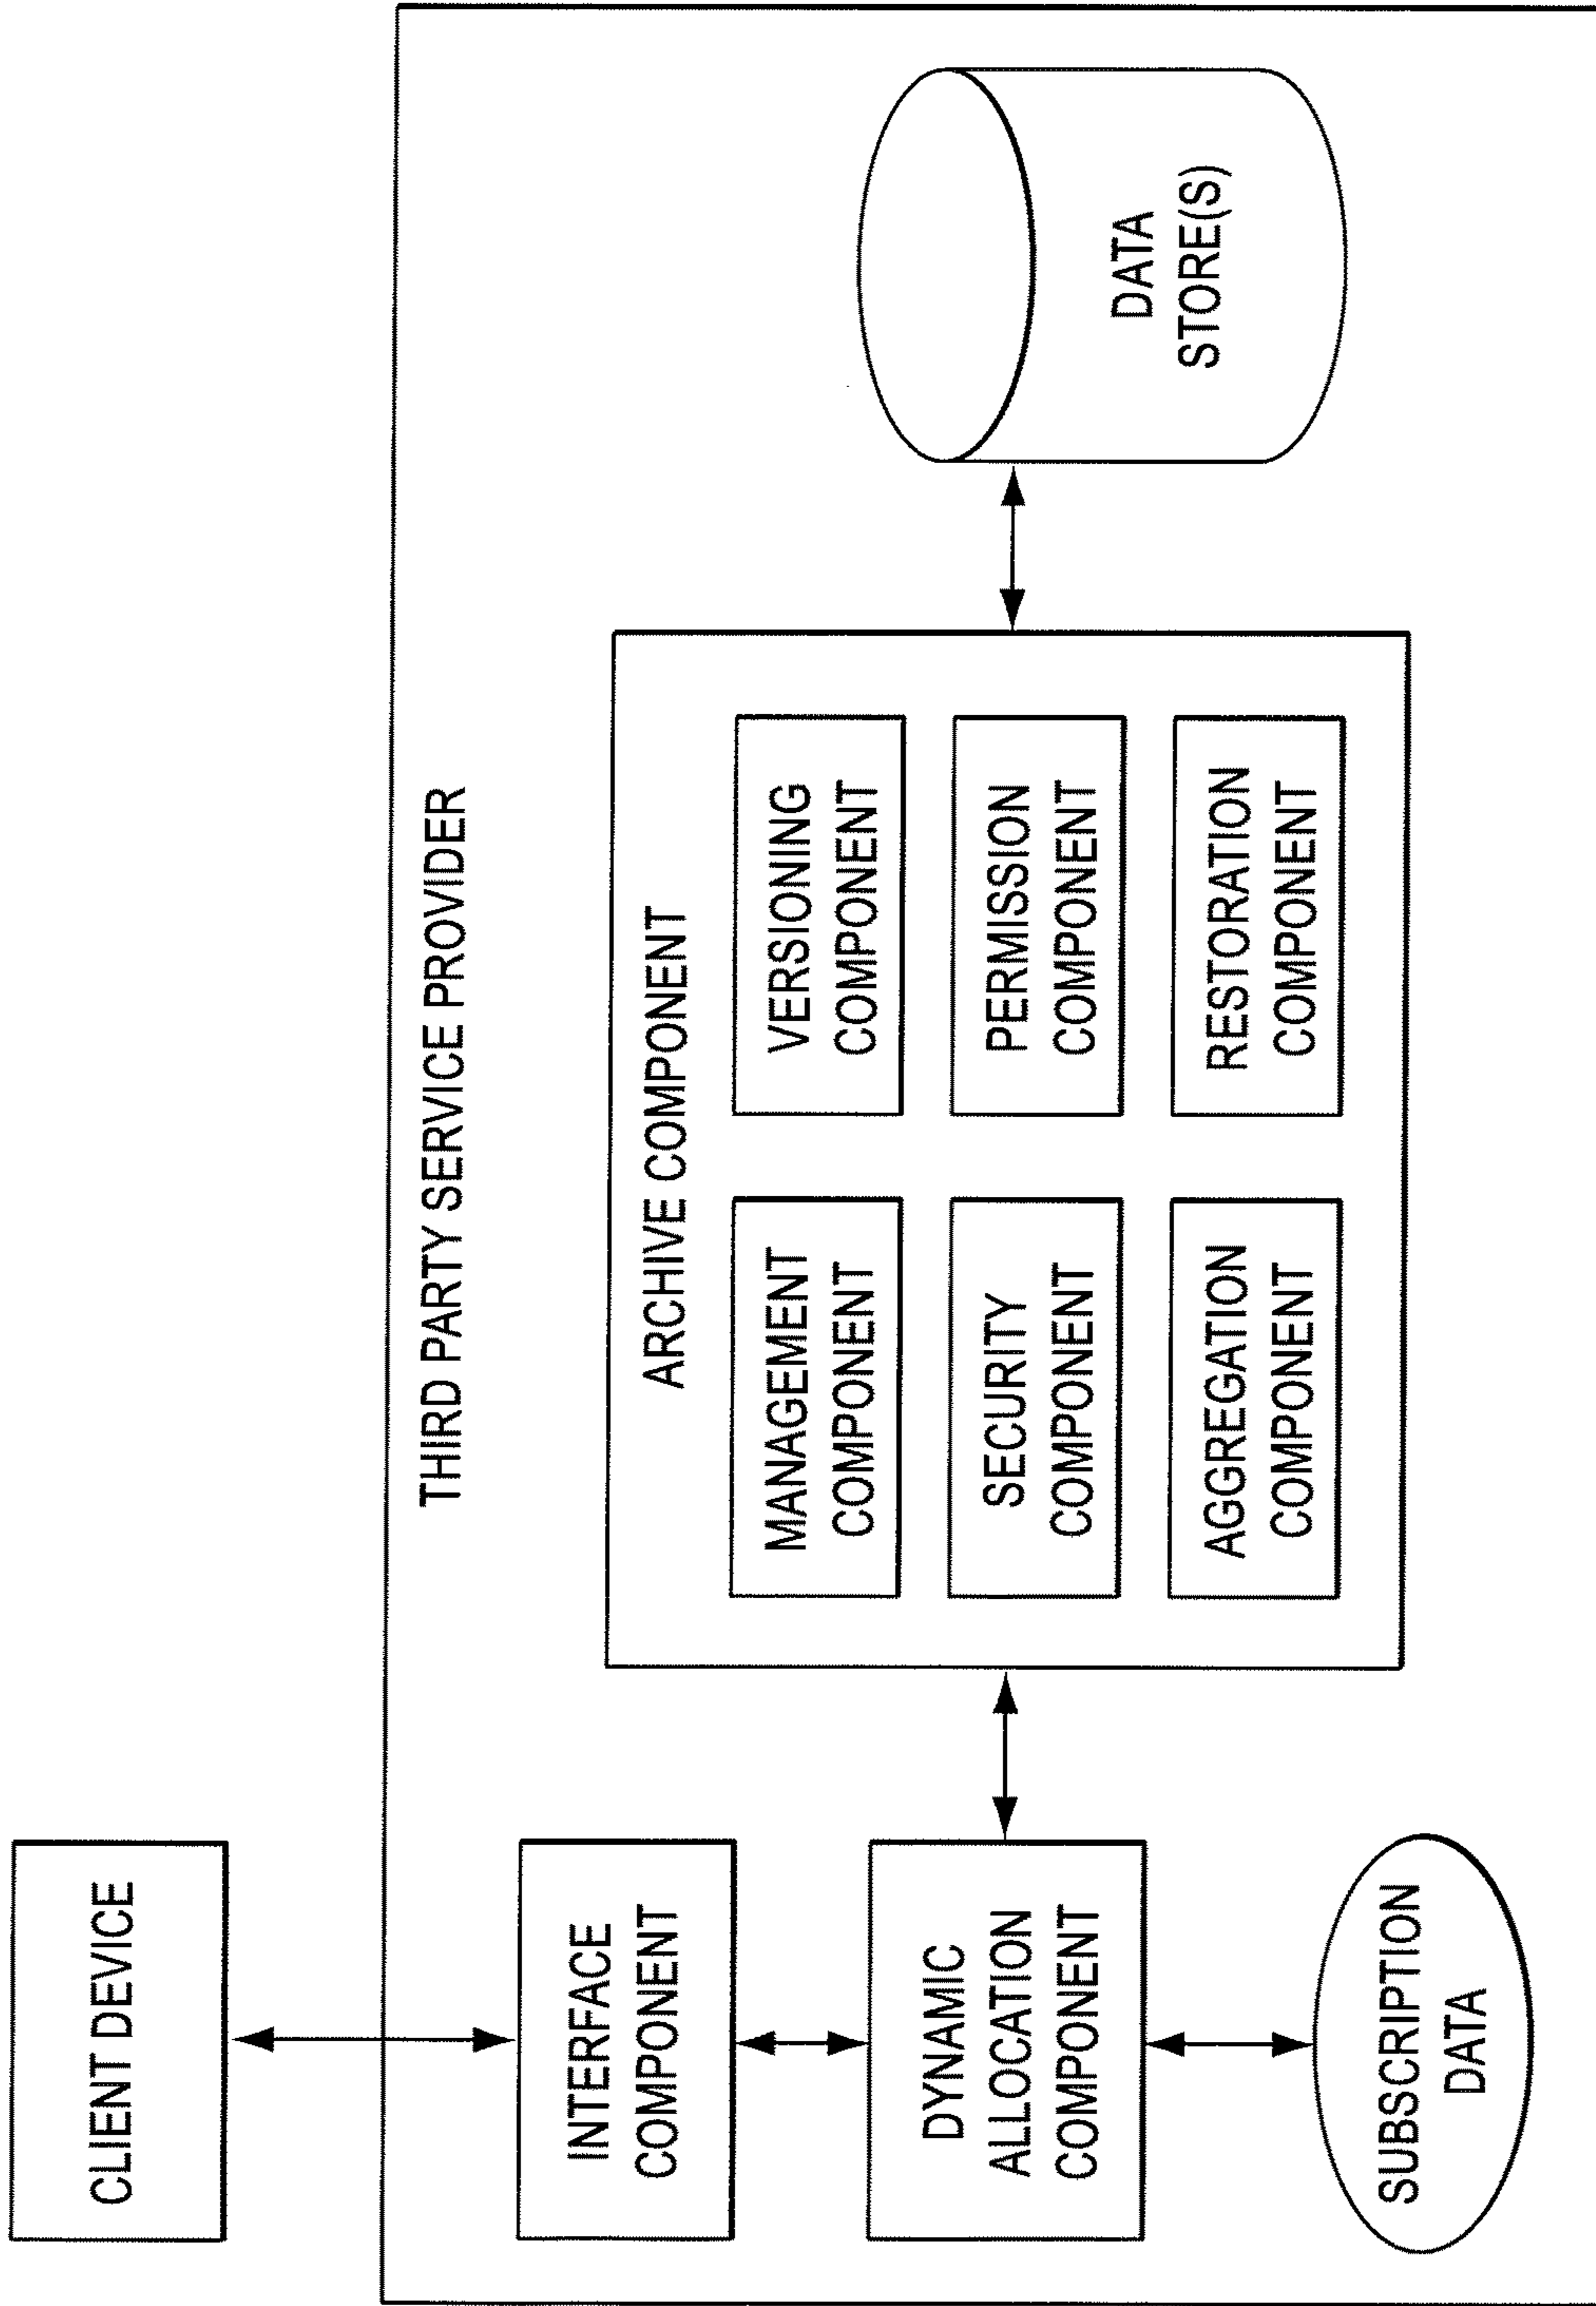 CLIENT DEVICE
THIRD PARTY SERVICE PROVIDER
INTERFACE
COMPONENT
DYNAMIC
ALLOCATION
COMPONENT
SUBSCRIPTION
DATA
ARCHIVE COMPONENT
MANAGEMENT
COMPONENT
VERSIONING
COMPONENT
SECURITY
COMPONENT
PERMISSION
COMPONENT
AGGREGATION
COMPONENT
RESTORATION
COMPONENT
DATA
STORE(S)